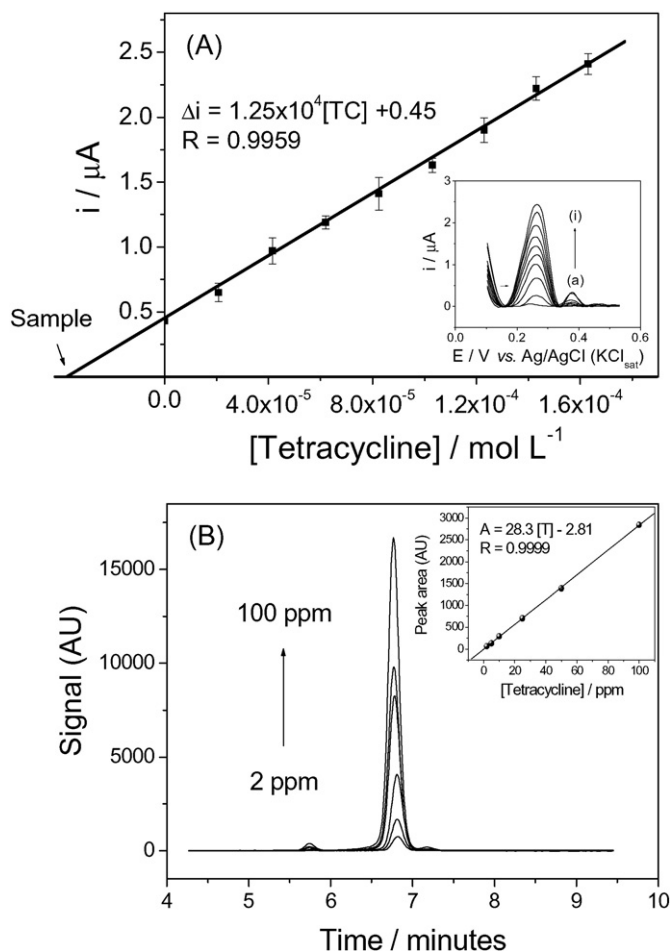 (A)
Δi = 1.25x10⁴[TC] +0.45
R = 0.9959
i / μA
2.5
2.0
1.5
1.0
0.5
Sample
0.0 4.0x10⁻⁵ 8.0x10⁻⁵ 1.2x10⁻⁴ 1.6x10⁻⁴
[Tetracycline] / mol L⁻¹
i / μA
3
2
1
0
(i)
(a)
0.0 0.2 0.4 0.6
E / V vs. Ag/AgCl (KCl_sat)
(B)
Signal (AU)
15000
10000
5000
0
100 ppm
2 ppm
4 5 6 7 8 9 10
Time / minutes
A = 28.3 [T] - 2.81
R = 0.9999
Peak area (AU)
3000
2500
2000
1500
1000
500
0
0 20 40 60 80 100
[Tetracycline] / ppm